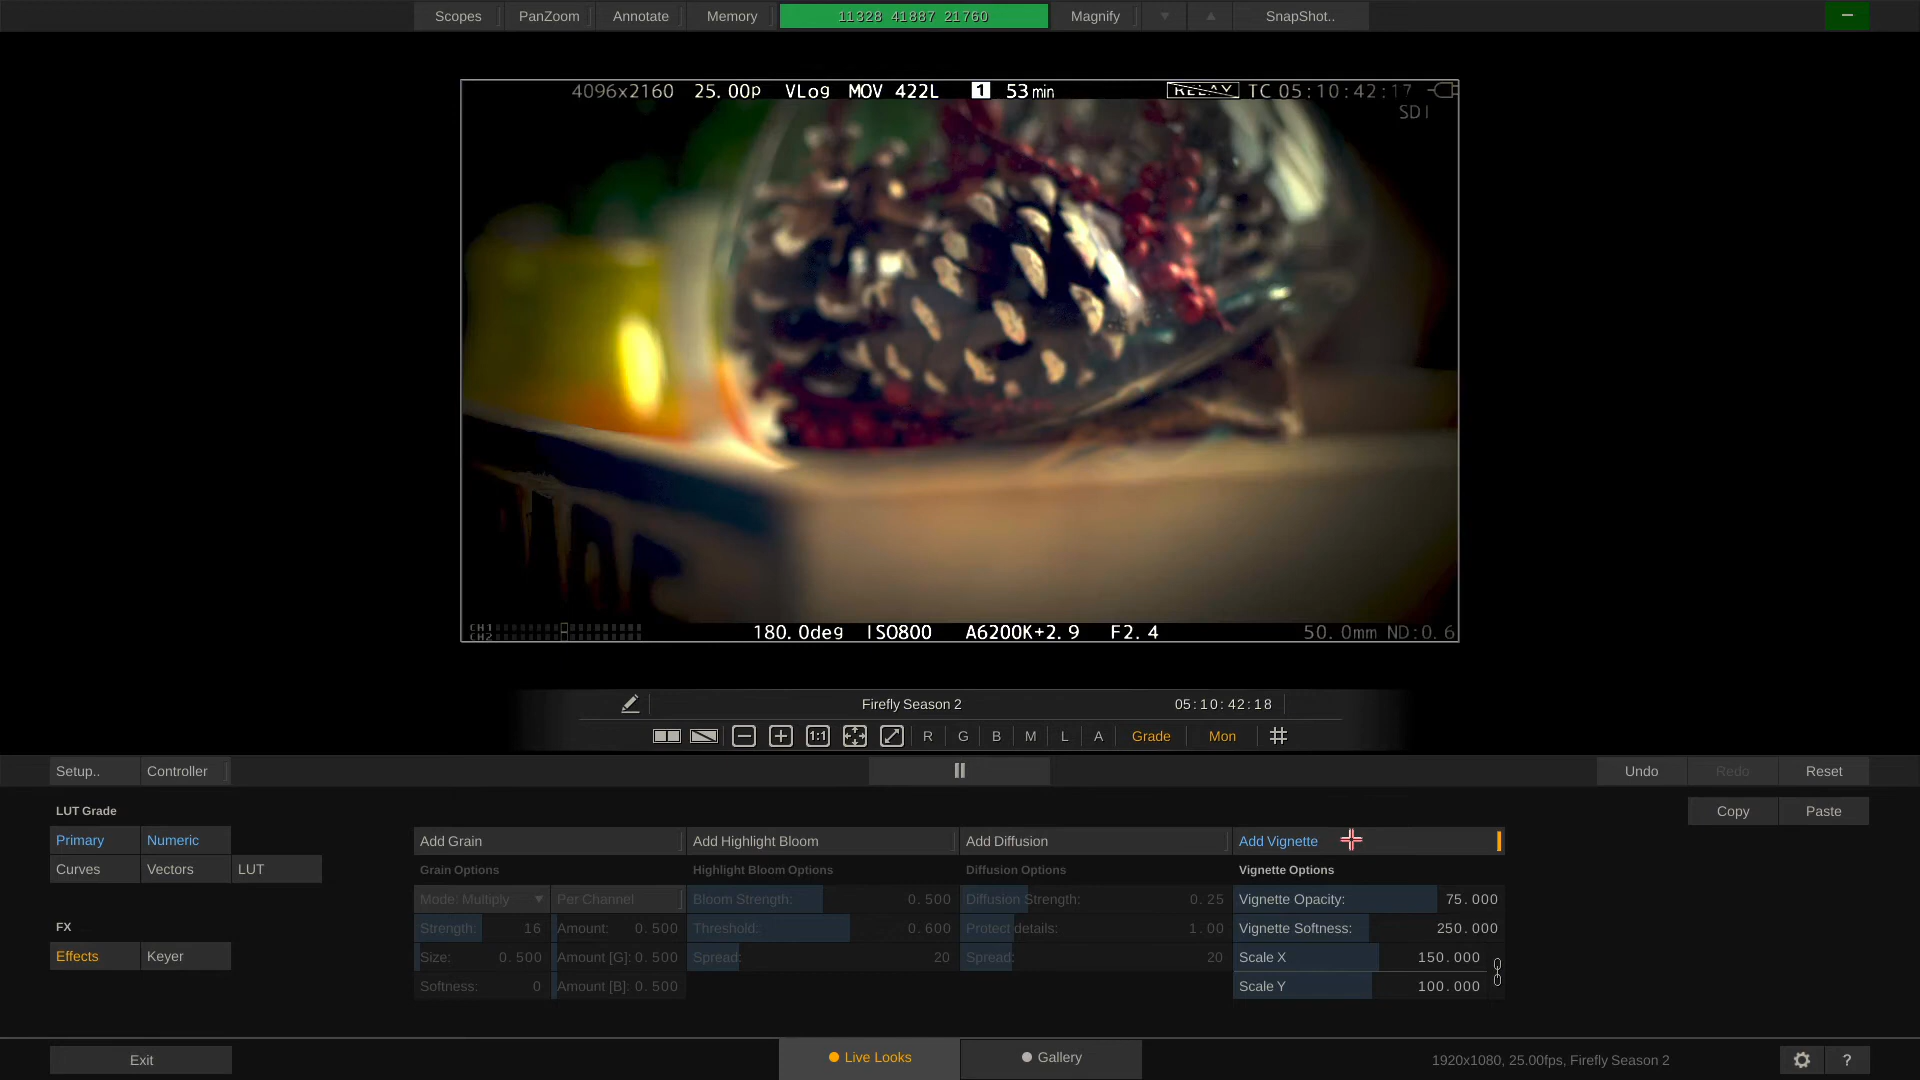 Scopes PanZoom Annotate Memory 11328 41887 21760 Magnify SnapShot..
4096x2160 25.00p VLog MOV 422L 1 53min RELAY TC 05:10:42:17
SDI
CH1
CH2
180.0deg ISO800 A6200K+2.9 F2.4 50.0mm ND:0.6
Firefly Season 2 05:10:42:18
1:1 R G B M L A Grade Mon
Setup.. Controller Undo Redo Reset
LUT Grade Copy Paste
Primary Numeric Add Grain Add Highlight Bloom Add Diffusion Add Vignette
Curves Vectors LUT Grain Options Highlight Bloom Options Diffusion Options Vignette Options
Mode: Multiply Per Channel Bloom Strength: 0.500 Diffusion Strength: 0.25 Vignette Opacity: 75.000
FX Strength: 16 Amount: 0.500 Threshold: 0.600 Protect details: 1.00 Vignette Softness: 250.000
Effects Keyer Size: 0.500 Amount [G]: 0.500 Spread: 20 Spread: 20 Scale X 150.000
Softness: 0 Amount [B]: 0.500 Scale Y 100.000
Exit Live Looks Gallery 1920x1080, 25.00fps, Firefly Season 2 ?